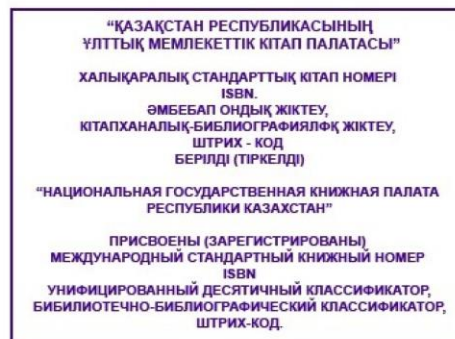 “ҚАЗАҚСТАН РЕСПУБЛИКАСЫНЫҢ
ҰЛТТЫҚ МЕМЛЕКЕТТІК КІТАП ПАЛАТАСЫ”
ХАЛЫҚАРАЛЫҚ СТАНДАРТТЫҚ КІТАП НОМЕРІ
ISBN.
ӘМБЕБАП ОНДЫҚ ЖІКТЕУ,
КІТАПХАНАЛЫҚ-БИБЛИОГРАФИЯЛФҚ ЖІКТЕУ,
ШТРИХ - КОД
БЕРІЛДІ (ТІРКЕЛДІ)
“НАЦИОНАЛЬНАЯ ГОСУДАРСТВЕННАЯ КНИЖНАЯ ПАЛАТА
РЕСПУБЛИКИ КАЗАХСТАН”
ПРИСВОЕНЫ (ЗАРЕГИСТРИРОВАНЫ)
МЕЖДУНАРОДНЫЙ СТАНДАРТНЫЙ КНИЖНЫЙ НОМЕР
ISBN
УНИФИЦИРОВАННЫЙ ДЕСЯТИЧНЫЙ КЛАССИФИКАТОР,
БИБИЛИОТЕЧНО-БИБЛИОГРАФИЧЕСКИЙ КЛАССИФИКАТОР,
ШТРИХ-КОД.